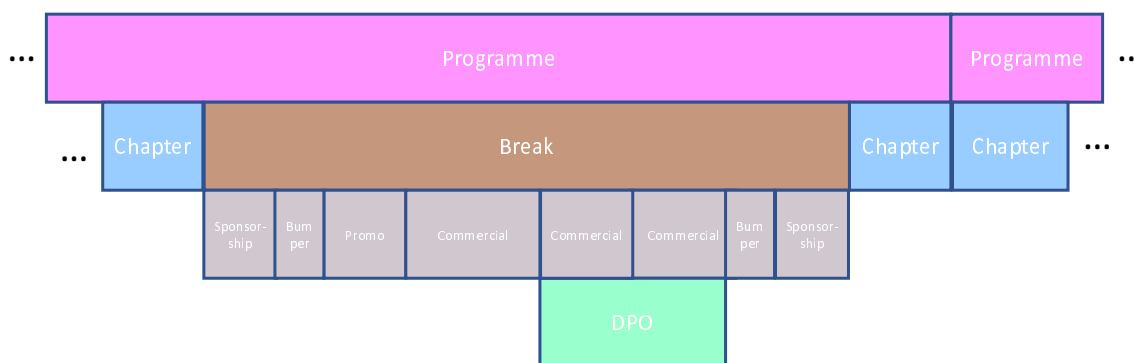 ... Programme Programme ..
... Chapter Break Chapter Chapter ...
Sponsor- Bum Promo Commercial Commercial Commercial Bum Sponsor-
ship per per ship
DPO